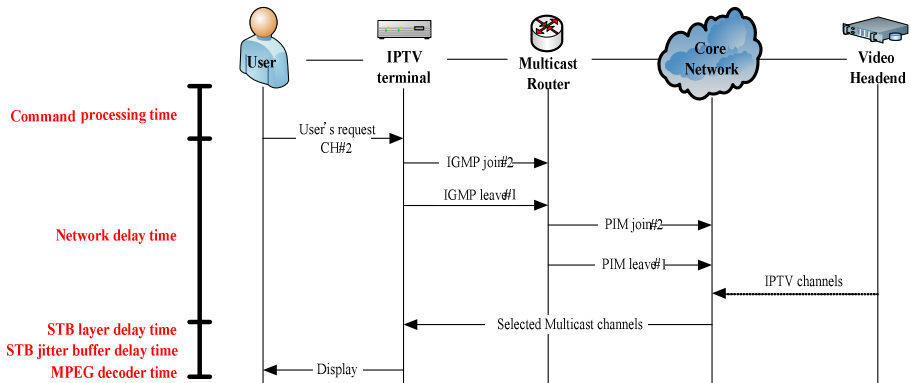 User
IPTV
terminal
Multicast
Router
Core
Network
Video
Headend
Command processing time
User's request
CH#2
IGMP join#2
IGMP leave#1
Network delay time
PIM join#2
PIM leave#1
IPTV channels
STB layer delay time
Selected Multicast channels
STB jitter buffer delay time
MPEG decoder time
Display